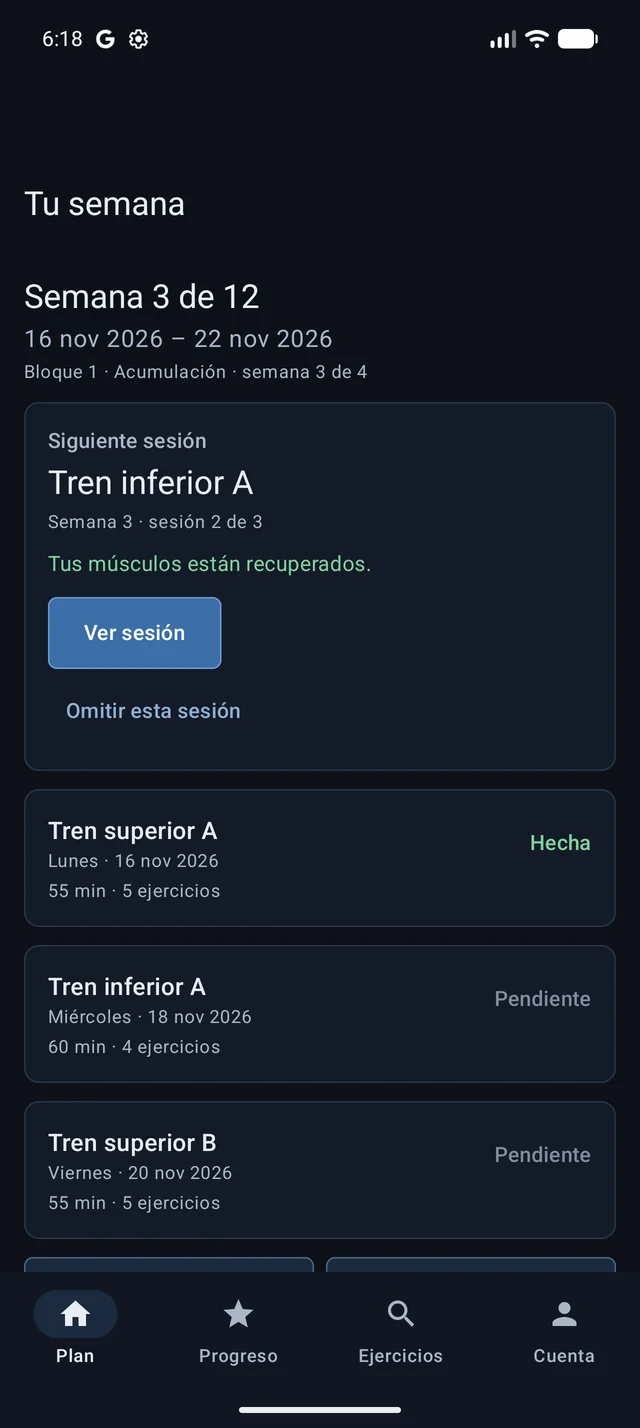 6:18
Tu semana
Semana 3 de 12
16 nov 2026 – 22 nov 2026
Bloque 1 · Acumulación · semana 3 de 4
Siguiente sesión
Tren inferior A
Semana 3 · sesión 2 de 3
Tus músculos están recuperados.
Ver sesión
Omitir esta sesión
Tren superior A
Lunes · 16 nov 2026
55 min · 5 ejercicios
Hecha
Tren inferior A
Miércoles · 18 nov 2026
60 min · 4 ejercicios
Pendiente
Tren superior B
Viernes · 20 nov 2026
55 min · 5 ejercicios
Pendiente
Plan
Progreso
Ejercicios
Cuenta